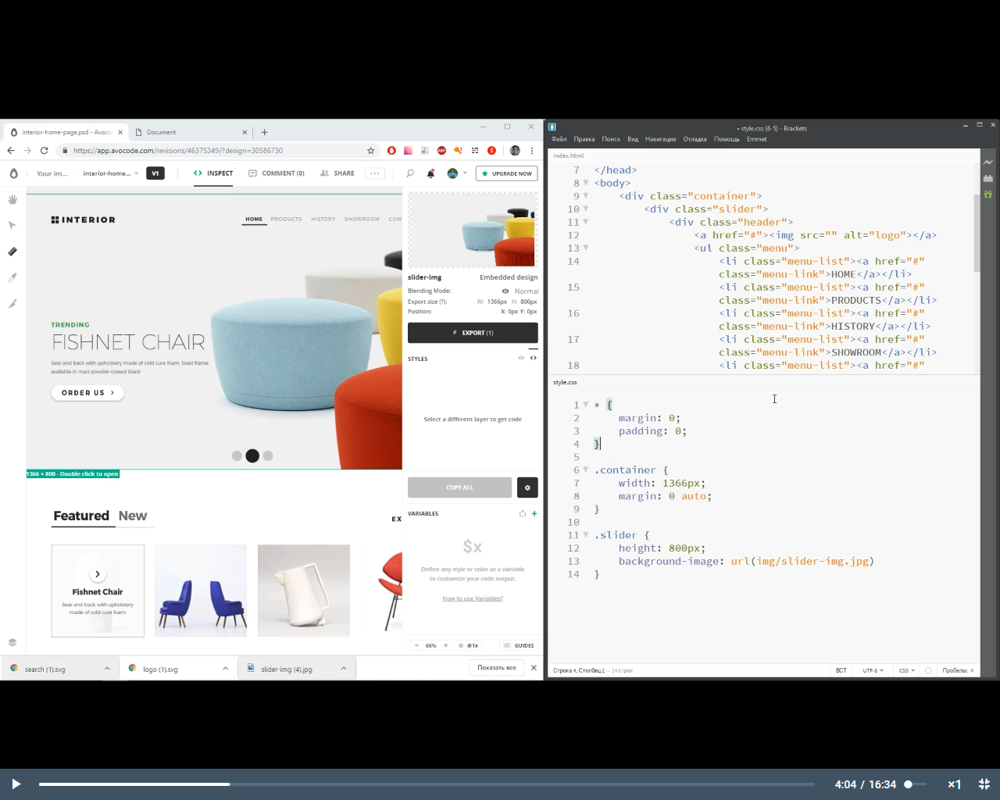 interior-home-page.psd - Avoco
Document
https://app.avocode.com/revisions/46375349/?design=30586730
Your im...
interior-home...
V1
INSPECT
COMMENT (0)
SHARE
UPGRADE NOW
INTERIOR
HOME
PRODUCTS
HISTORY
SHOWROOM
CON
TRENDING
FISHNET CHAIR
Seat and back with upholstery made of cold cure foam. Steel frame,
available in matt powder-coated black
ORDER US
1366 × 800 - Double click to open
Featured New
EX
Fishnet Chair
Seat and back with upholstery
made of cold cure foam
slider-img
Embedded design
Blending Mode:
Normal
Export size (?):
W: 1366px H: 800px
Position:
X: 0px Y: 0px
EXPORT (1)
STYLES
Select a different layer to get code
COPY ALL
VARIABLES
$x
Define any style or color as a variable
to customize your code output.
How to use Variables?
66%
@1x
GUIDES
search (1).svg
logo (1).svg
slider-img (4).jpg
Показать все
• style.css (6-5) - Brackets
Файл Правка Поиск Вид Навигация Отладка Помощь Emmet
index.html
7 </head>
8 <body>
9 <div class="container">
10 <div class="slider">
11 <div class="header">
12 <a href="#"><img src="" alt="logo"></a>
13 <ul class="menu">
14 <li class="menu-list"><a href="#"
class="menu-link">HOME</a></li>
15 <li class="menu-list"><a href="#"
class="menu-link">PRODUCTS</a></li>
16 <li class="menu-list"><a href="#"
class="menu-link">HISTORY</a></li>
17 <li class="menu-list"><a href="#"
class="menu-link">SHOWROOM</a></li>
18 <li class="menu-list"><a href="#"
style.css
1 * {
2 margin: 0;
3 padding: 0;
4 }
5
6 .container {
7 width: 1366px;
8 margin: 0 auto;
9 }
10
11 .slider {
12 height: 800px;
13 background-image: url(img/slider-img.jpg)
14 }
Строка 4, Столбец 2 — 14 строк
ВСТ
UTF-8
CSS
Пробелы: 4
4:04 / 16:34
×1